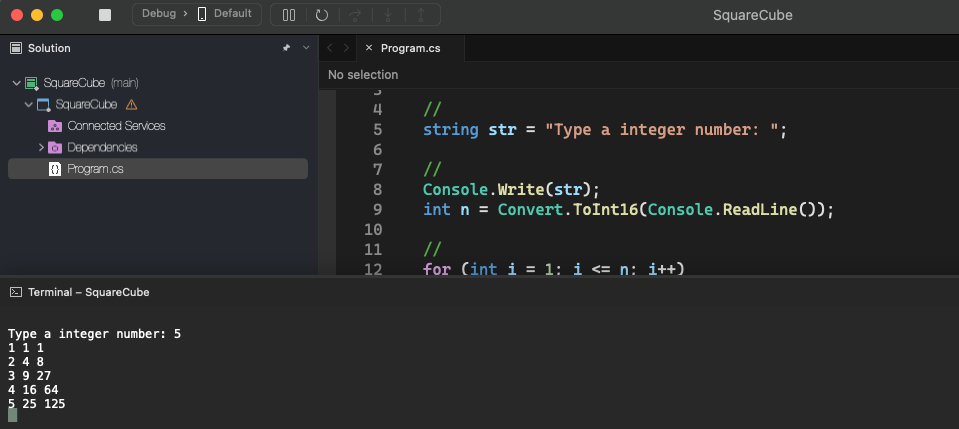 Debug > Default
SquareCube
Solution
SquareCube (main)
SquareCube
Connected Services
Dependencies
Program.cs
Program.cs
No selection
4 //
5 string str = "Type a integer number: ";
6
7 //
8 Console.Write(str);
9 int n = Convert.ToInt16(Console.ReadLine());
10
11 //
12 for (int i = 1; i <= n; i++)
Terminal – SquareCube
Type a integer number: 5
1 1 1
2 4 8
3 9 27
4 16 64
5 25 125